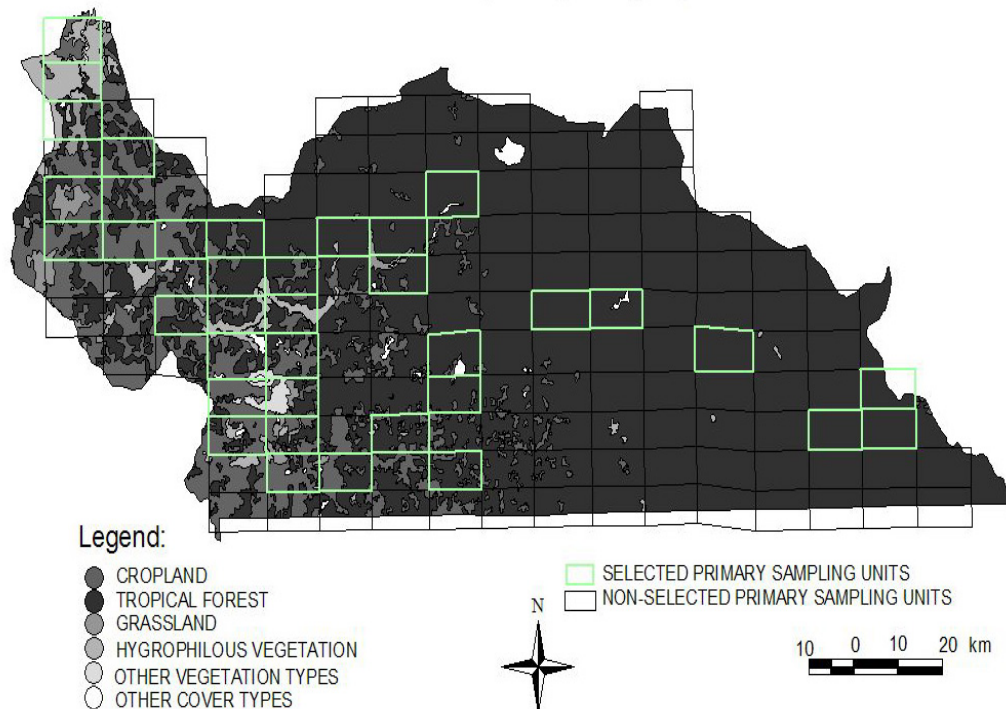 Legend:
CROPLAND
TROPICAL FOREST
GRASSLAND
HYGROPHILOUS VEGETATION
OTHER VEGETATION TYPES
OTHER COVER TYPES
SELECTED PRIMARY SAMPLING UNITS
NON-SELECTED PRIMARY SAMPLING UNITS
N
10 0 10 20 km